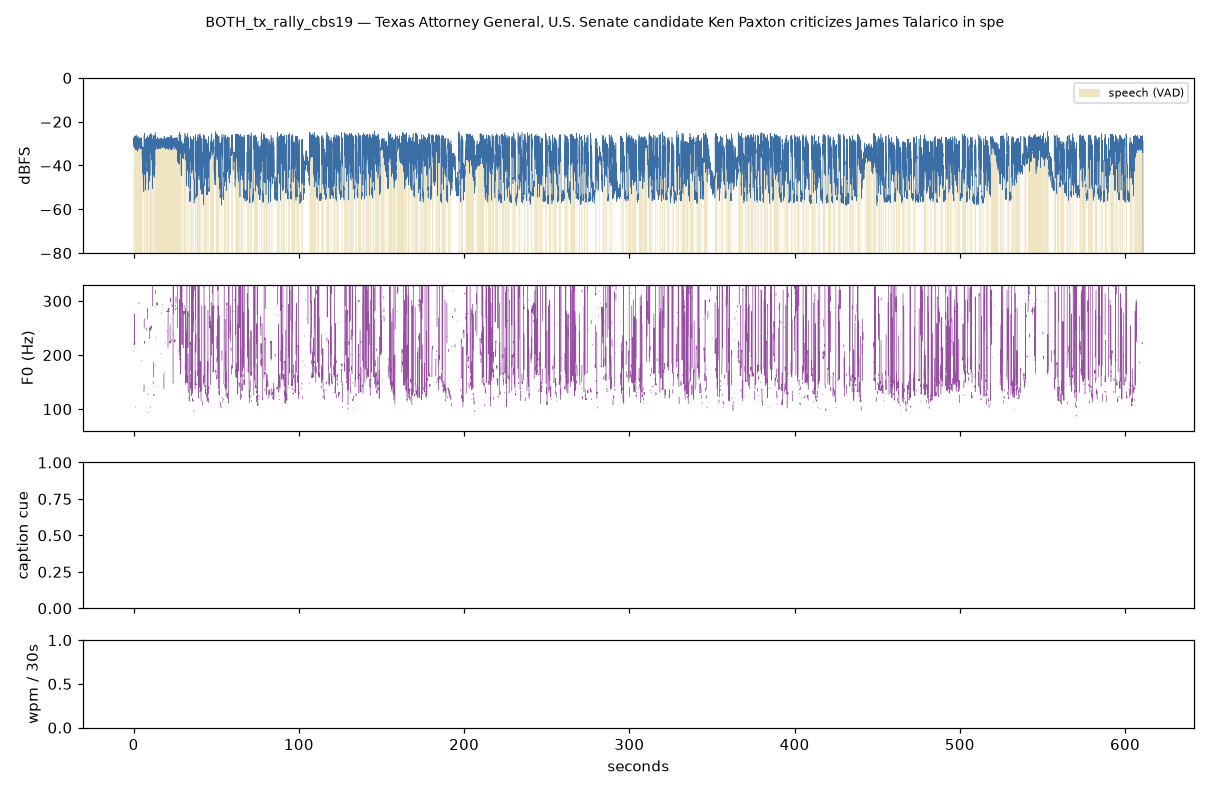 BOTH_tx_rally_cbs19 — Texas Attorney General, U.S. Senate candidate Ken Paxton criticizes James Talarico in spe
0
−20
−40
−60
−80
dBFS
speech (VAD)
300
200
100
F0 (Hz)
1.00
0.75
0.50
0.25
0.00
caption cue
1.0
0.5
0.0
wpm / 30s
0 100 200 300 400 500 600
seconds